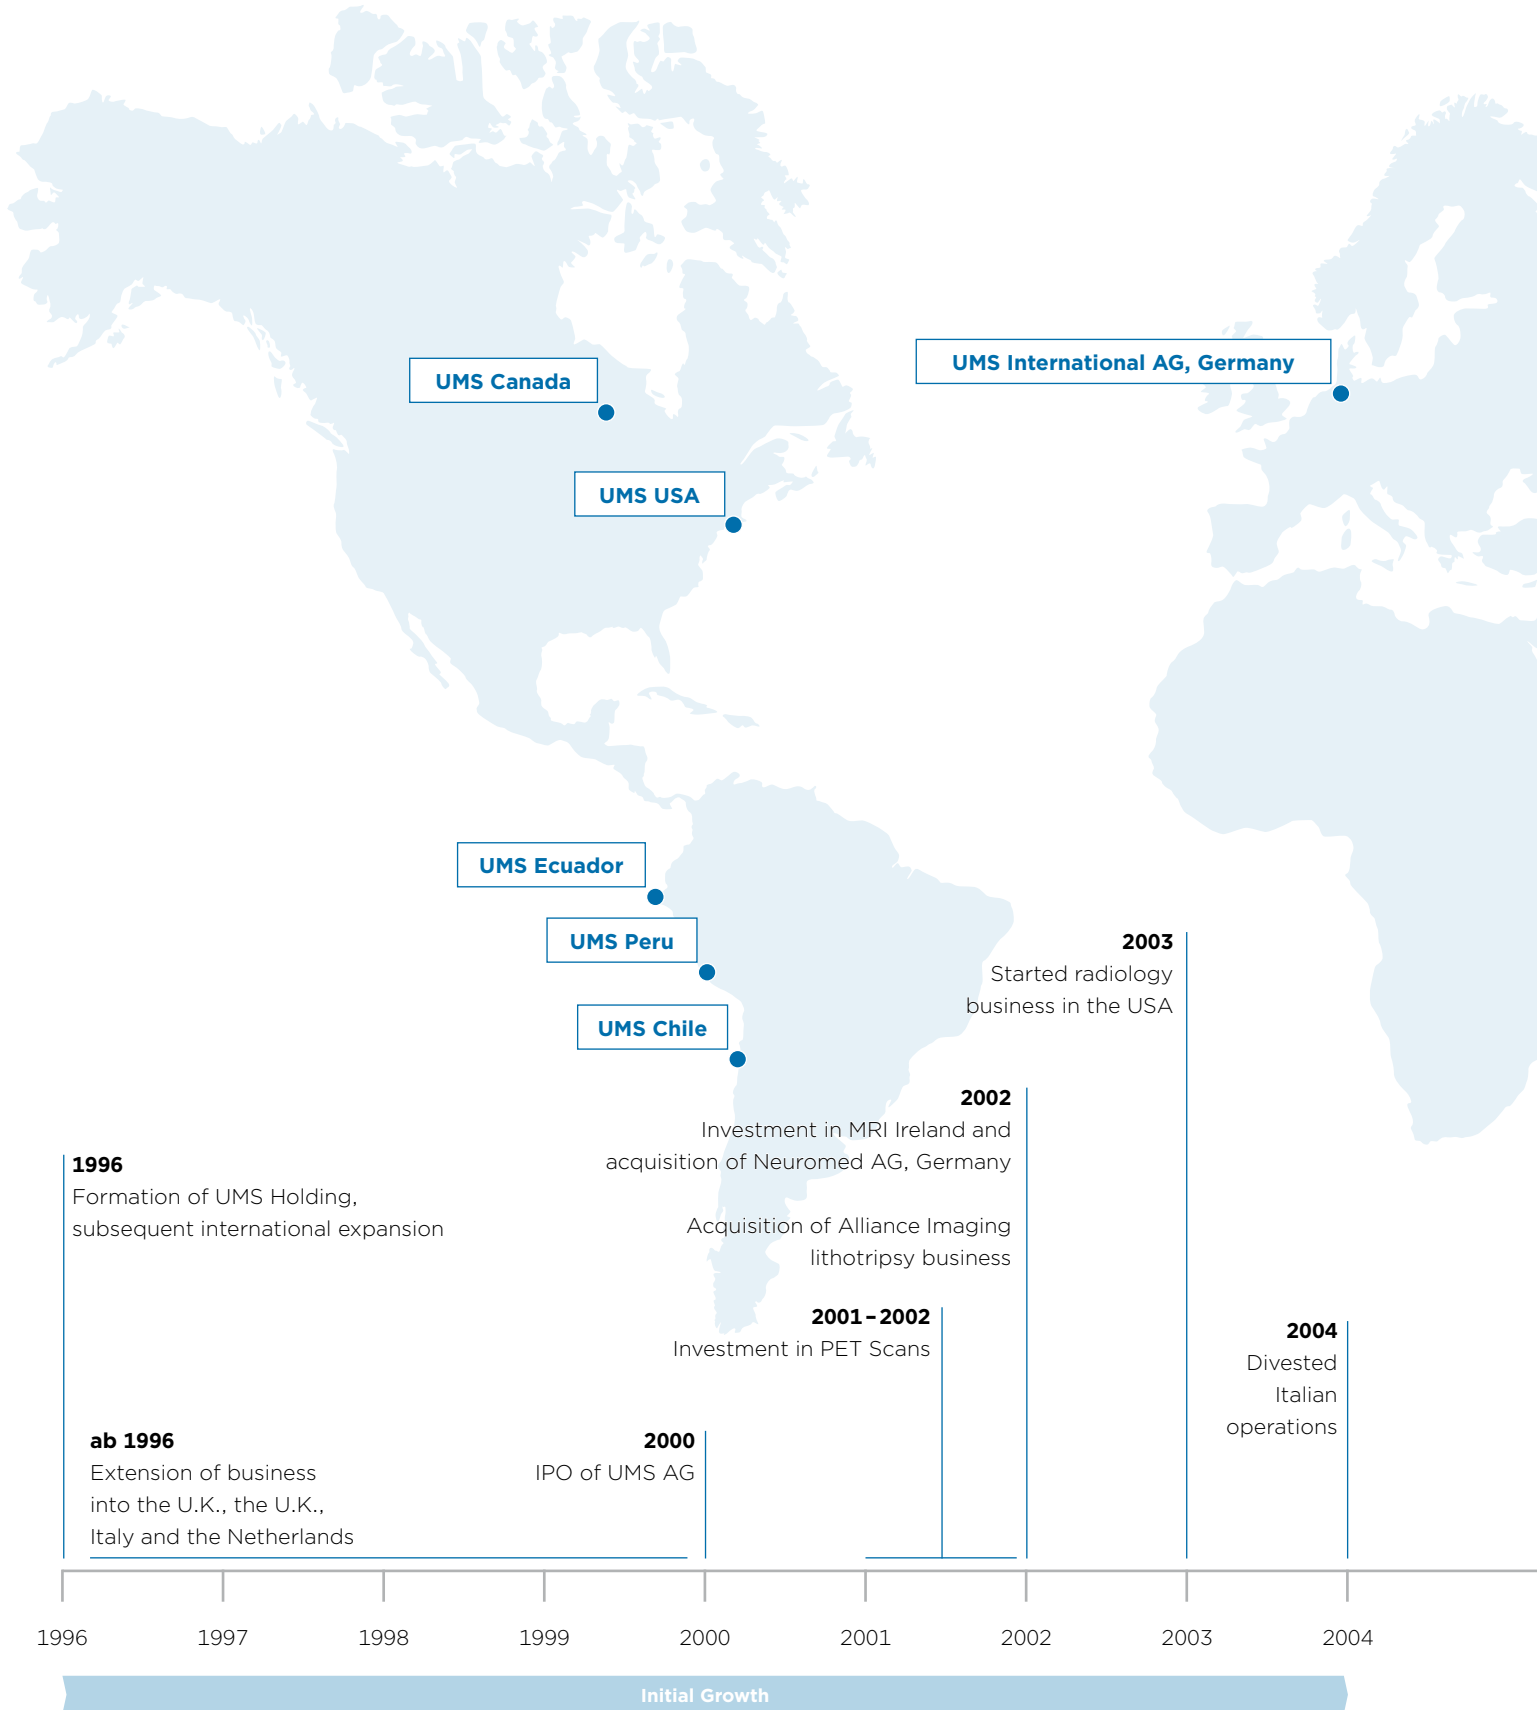 UMS International AG, Germany
UMS Canada
UMS USA
UMS Ecuador
UMS Peru
UMS Chile
2003
Started radiology
business in the USA
2002
Investment in MRI Ireland and
acquisition of Neuromed AG, Germany
Acquisition of Alliance Imaging
lithotripsy business
1996
Formation of UMS Holding,
subsequent international expansion
2001–2002
Investment in PET Scans
2004
Divested
Italian
operations
ab 1996
Extension of business
into the U.K., the U.K.,
Italy and the Netherlands
2000
IPO of UMS AG
1996 1997 1998 1999 2000 2001 2002 2003 2004
Initial Growth